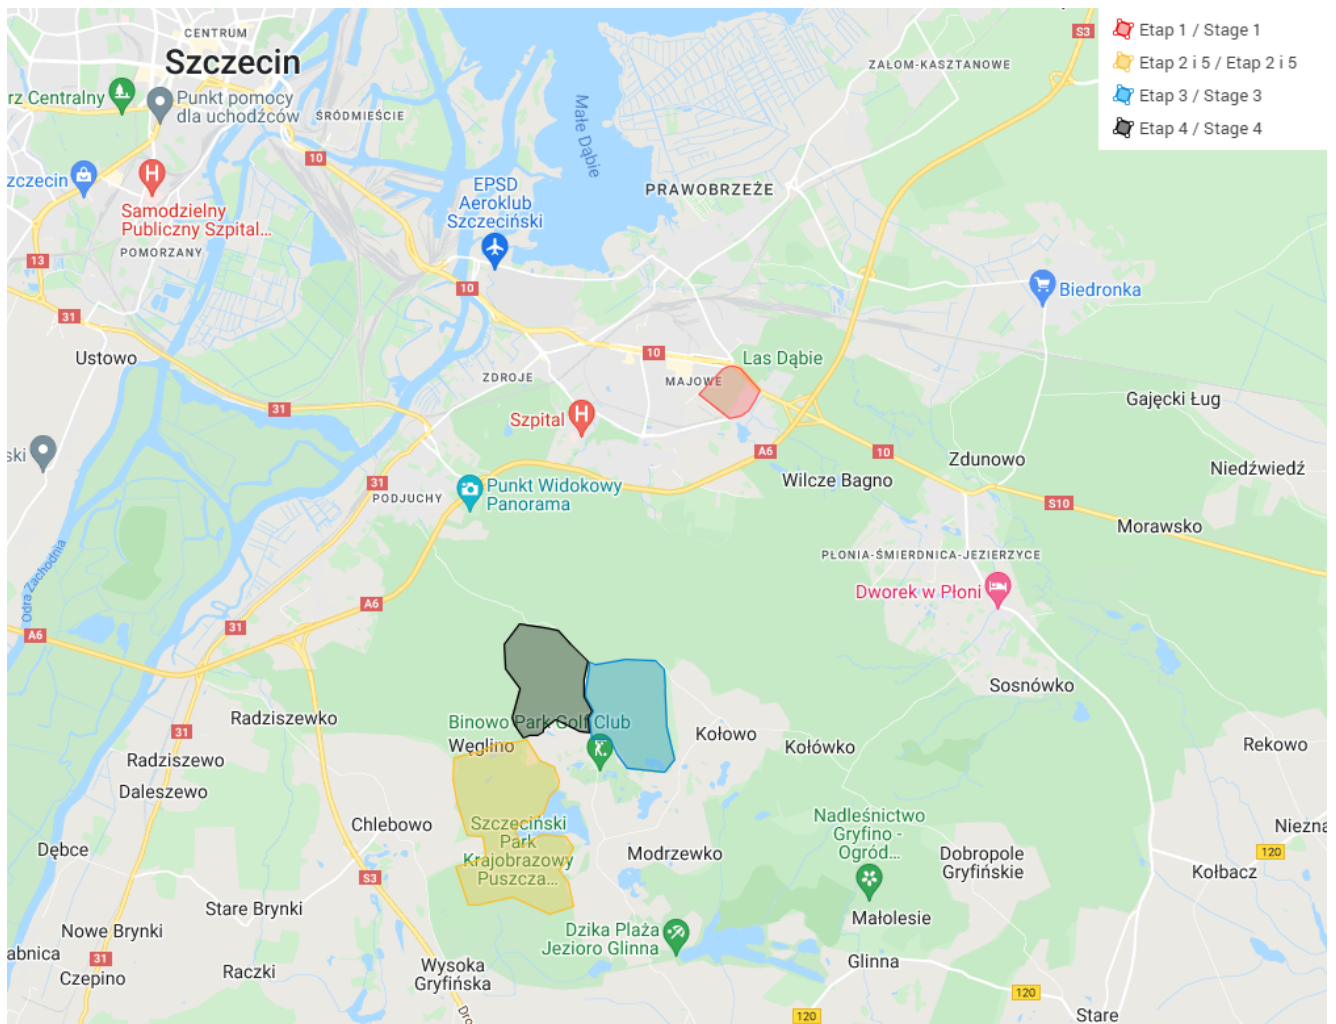 CENTRUM
Szczecin
rz Centralny
Punkt pomocy
dla uchodźców
ŚRÓDMIEŚCIE
zczecin
Samodzielny
Publiczny Szpital...
POMORZANY
10
13
31
Ustowo
31
EPSD
Aeroklub
Szczeciński
Małe Dąbie
PRAWOBRZEŻE
ZAŁOM-KASZTANOWE
S3
Etap 1 / Stage 1
Etap 2 i 5 / Etap 2 i 5
Etap 3 / Stage 3
Etap 4 / Stage 4
Biedronka
10
10
Las Dąbie
MAJOWE
ZDROJE
H
H
Szpital
Gajęcki Ług
ski
A6
10
Zdunowo
Niedźwiedź
Wilcze Bagno
31
PODJUCHY
Punkt Widokowy
Panorama
S10
Morawsko
PŁONIA-ŚMIERDNICA-JEZIERZYCE
Dworek w Płoni
Odra Zachodnia
A6
A6
31
Sosnówko
Radziszewko
31
Binowo Park Golf Club
Węglino
Kołowo
Kołówko
Rekowo
Radziszewo
Daleszewo
Chlebowo
Szczeciński
Park
Krajobrazowy
Puszcza...
Modrzewko
Nadleśnictwo
Gryfino -
Ogród...
Dobropole
Gryfińskie
Niezna
120
Kołbacz
Dębce
S3
Stare Brynki
Małolesie
Nowe Brynki
Dzika Plaża
Jezioro Glinna
abnica
31
Czepino
Raczki
Wysoka
Gryfińska
Glinna
120
120
Stare
Dro